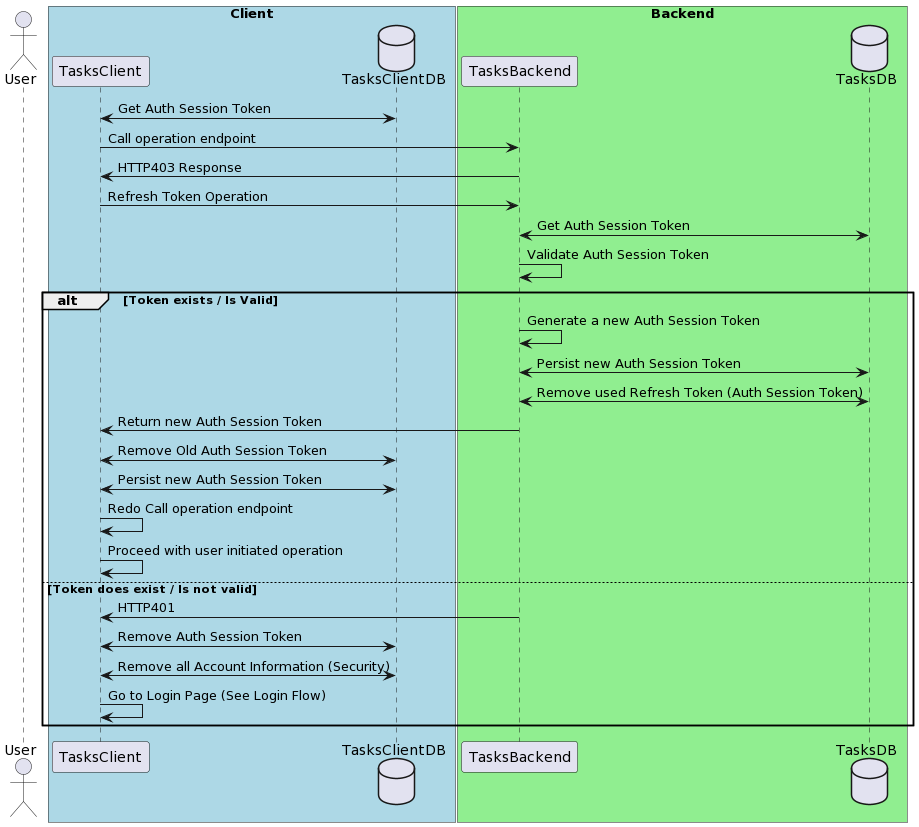 Client
Backend
User
TasksClient
TasksClientDB
TasksBackend
TasksDB
Get Auth Session Token
Call operation endpoint
HTTP403 Response
Refresh Token Operation
Get Auth Session Token
Validate Auth Session Token
alt
[Token exists / Is Valid]
Generate a new Auth Session Token
Persist new Auth Session Token
Remove used Refresh Token (Auth Session Token)
Return new Auth Session Token
Remove Old Auth Session Token
Persist new Auth Session Token
Redo Call operation endpoint
Proceed with user initiated operation
[Token does exist / Is not valid]
HTTP401
Remove Auth Session Token
Remove all Account Information (Security)
Go to Login Page (See Login Flow)
User
TasksClient
TasksClientDB
TasksBackend
TasksDB